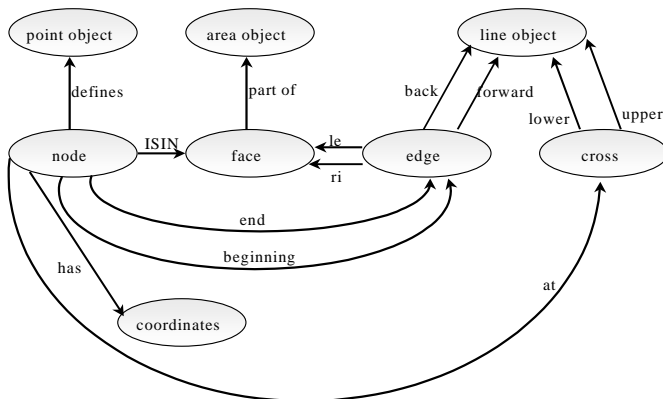 point object
area object
line object
defines
part of
back
forward
lower
upper
node
ISIN
face
le
ri
edge
cross
end
beginning
has
at
coordinates